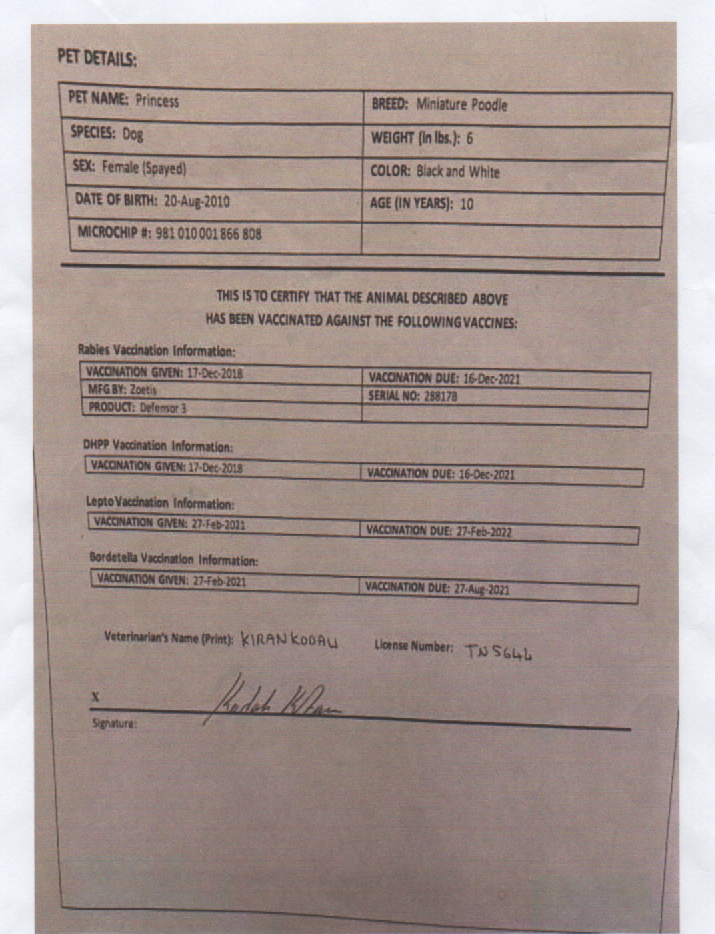 PET DETAILS:
PET NAME: Princess BREED: Miniature Poodle
SPECIES: Dog WEIGHT (in lbs.): 6
SEX: Female (Spayed) COLOR: Black and White
DATE OF BIRTH: 20-Aug-2010 AGE (IN YEARS): 10
MICROCHIP #: 981 010 001 866 808
THIS IS TO CERTIFY THAT THE ANIMAL DESCRIBED ABOVE
HAS BEEN VACCINATED AGAINST THE FOLLOWING VACCINES:
Rabies Vaccination Information:
VACCINATION GIVEN: 17-Dec-2018 VACCINATION DUE: 16-Dec-2021
MFG BY: Zoetis SERIAL NO: 288178
PRODUCT: Defensor 3
DHPP Vaccination Information:
VACCINATION GIVEN: 17-Dec-2018 VACCINATION DUE: 16-Dec-2021
Lepto Vaccination Information:
VACCINATION GIVEN: 27-Feb-2021 VACCINATION DUE: 27-Feb-2022
Bordetella Vaccination Information:
VACCINATION GIVEN: 27-Feb-2021 VACCINATION DUE: 27-Aug-2021
Veterinarian's Name (Print): KIRAN KODALI License Number: TN 5644
X
Signature: